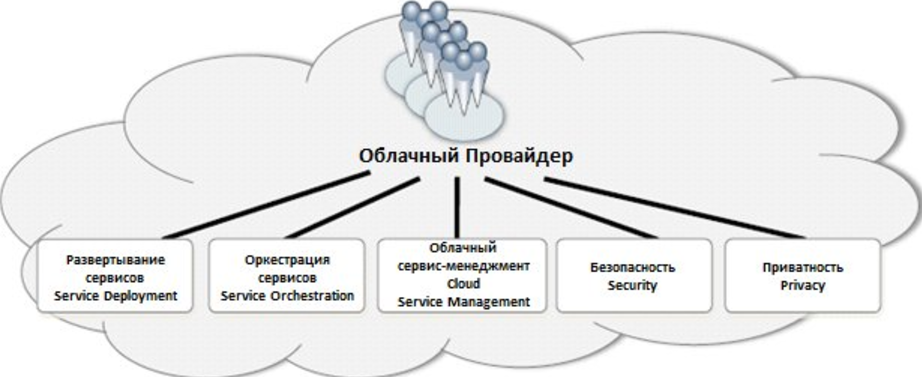 Облачный Провайдер
Развертывание
сервисов
Service Deployment
Оркестрация
сервисов
Service Orchestration
Облачный
сервис-менеджмент
Cloud
Service Management
Безопасность
Security
Приватность
Privacy